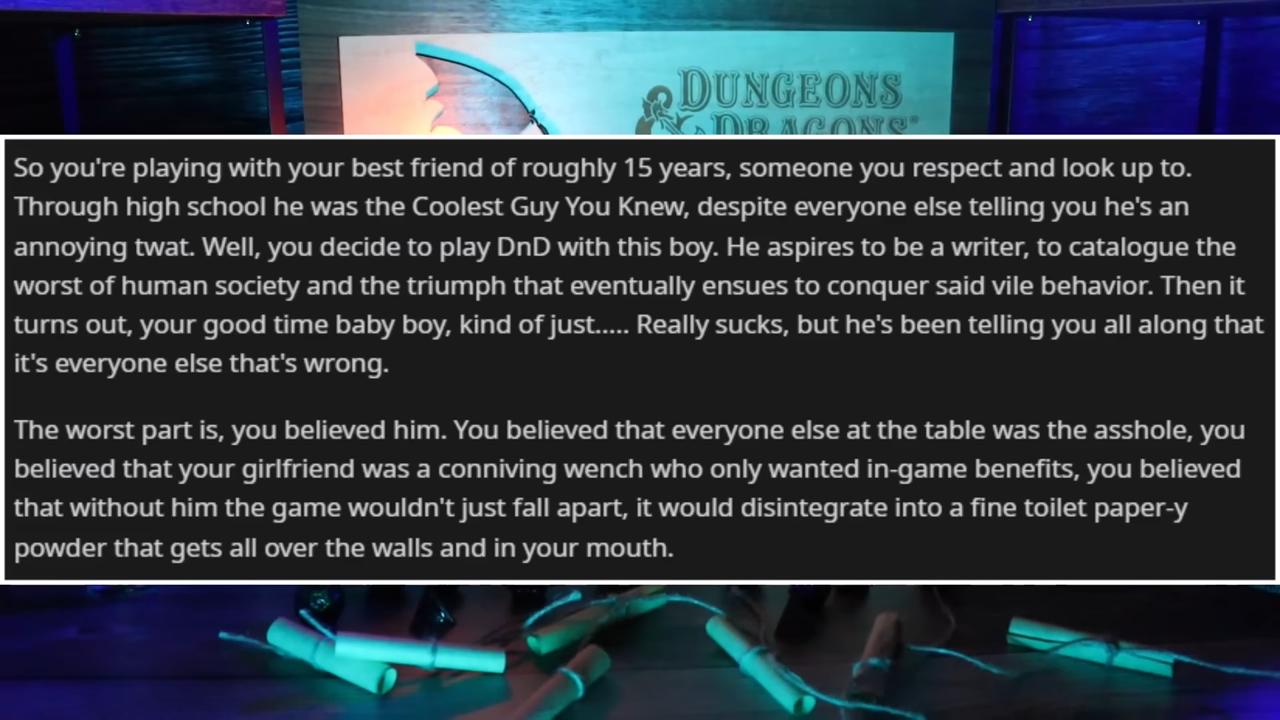 DUNGEONS
& DRAGONS®
So you're playing with your best friend of roughly 15 years, someone you respect and look up to.
Through high school he was the Coolest Guy You Knew, despite everyone else telling you he's an
annoying twat. Well, you decide to play DnD with this boy. He aspires to be a writer, to catalogue the
worst of human society and the triumph that eventually ensues to conquer said vile behavior. Then it
turns out, your good time baby boy, kind of just..... Really sucks, but he's been telling you all along that
it's everyone else that's wrong.
The worst part is, you believed him. You believed that everyone else at the table was the asshole, you
believed that your girlfriend was a conniving wench who only wanted in-game benefits, you believed
that without him the game wouldn't just fall apart, it would disintegrate into a fine toilet paper-y
powder that gets all over the walls and in your mouth.